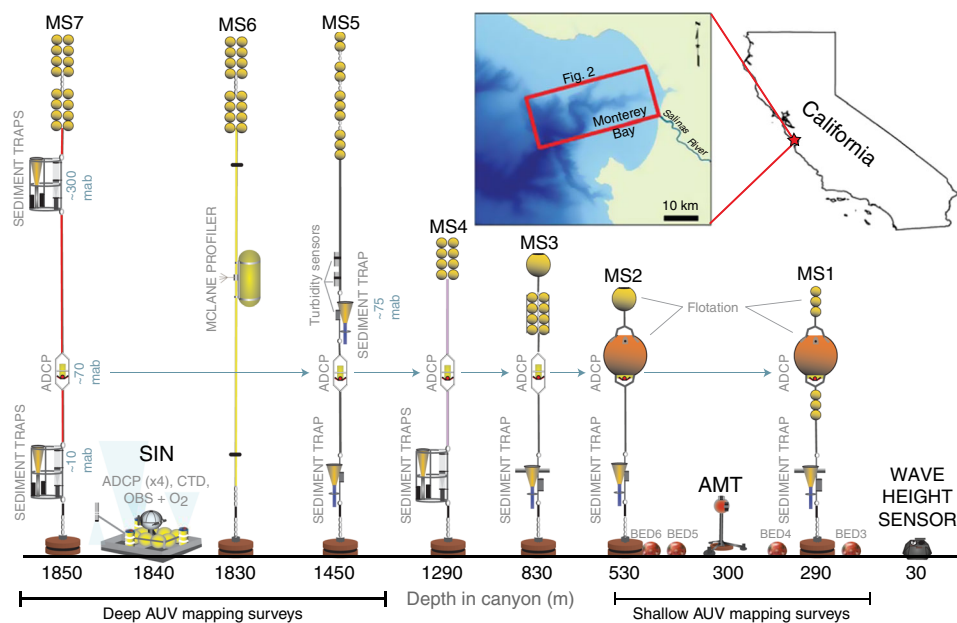 MS7
MS6
MS5
MS4
MS3
MS2
MS1
Fig. 2
Monterey
Bay
Salinas
River
10 km
California
SEDIMENT TRAPS
~300
mab
MCLANE PROFILER
Turbidity sensors
SEDIMENT TRAP
~75
mab
Flotation
ADCP
~70
mab
ADCP
ADCP
ADCP
ADCP
ADCP
SEDIMENT TRAPS
~10
mab
SIN
ADCP (x4), CTD,
OBS + O2
SEDIMENT TRAP
SEDIMENT TRAPS
SEDIMENT TRAP
SEDIMENT TRAP
SEDIMENT TRAP
AMT
WAVE
HEIGHT
SENSOR
BED6
BED5
BED4
BED3
1850 1840 1830 1450 1290 830 530 300 290 30
Deep AUV mapping surveys
Depth in canyon (m)
Shallow AUV mapping surveys